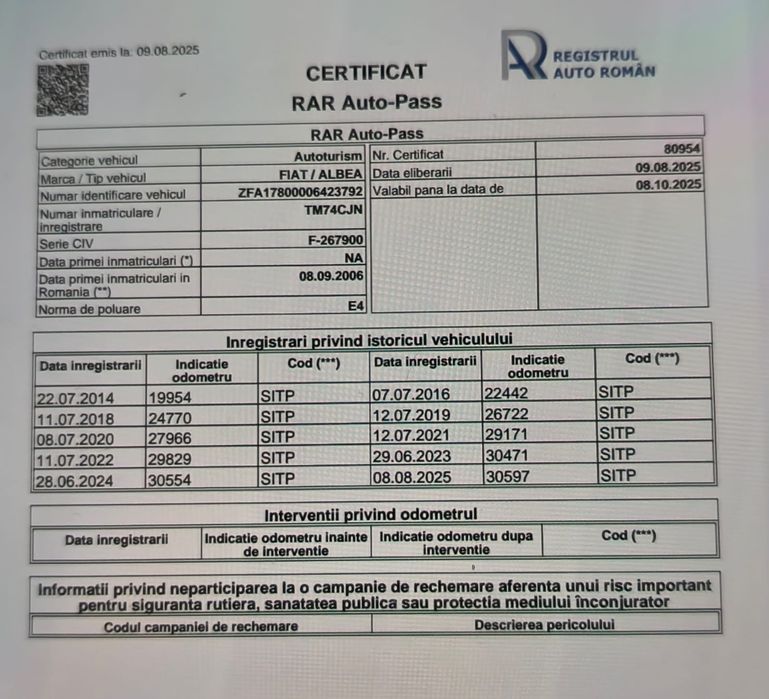 Certificat emis la: 09.08.2025
REGISTRUL
AUTO ROMÂN
CERTIFICAT
RAR Auto-Pass
RAR Auto-Pass
Categorie vehicul Autoturism Nr. Certificat 80954
Marca / Tip vehicul FIAT / ALBEA Data eliberarii 09.08.2025
Numar identificare vehicul ZFA17800006423792 Valabil pana la data de 08.10.2025
Numar inmatriculare / TM74CJN
inregistrare
Serie CIV F-267900
Data primei inmatriculari (*) NA
Data primei inmatriculari in 08.09.2006
Romania (**)
Norma de poluare E4
Inregistrari privind istoricul vehiculului
Data inregistrarii Indicatie Cod (***) Data inregistrarii Indicatie Cod (***)
odometru odometru
22.07.2014 19954 SITP 07.07.2016 22442 SITP
11.07.2018 24770 SITP 12.07.2019 26722 SITP
08.07.2020 27966 SITP 12.07.2021 29171 SITP
11.07.2022 29829 SITP 29.06.2023 30471 SITP
28.06.2024 30554 SITP 08.08.2025 30597 SITP
Interventii privind odometrul
Data inregistrarii Indicatie odometru inainte Indicatie odometru dupa Cod (***)
de interventie interventie
Informatii privind neparticiparea la o campanie de rechemare aferenta unui risc important
pentru siguranta rutiera, sanatatea publica sau protectia mediului înconjurator
Codul campaniei de rechemare Descrierea pericolului